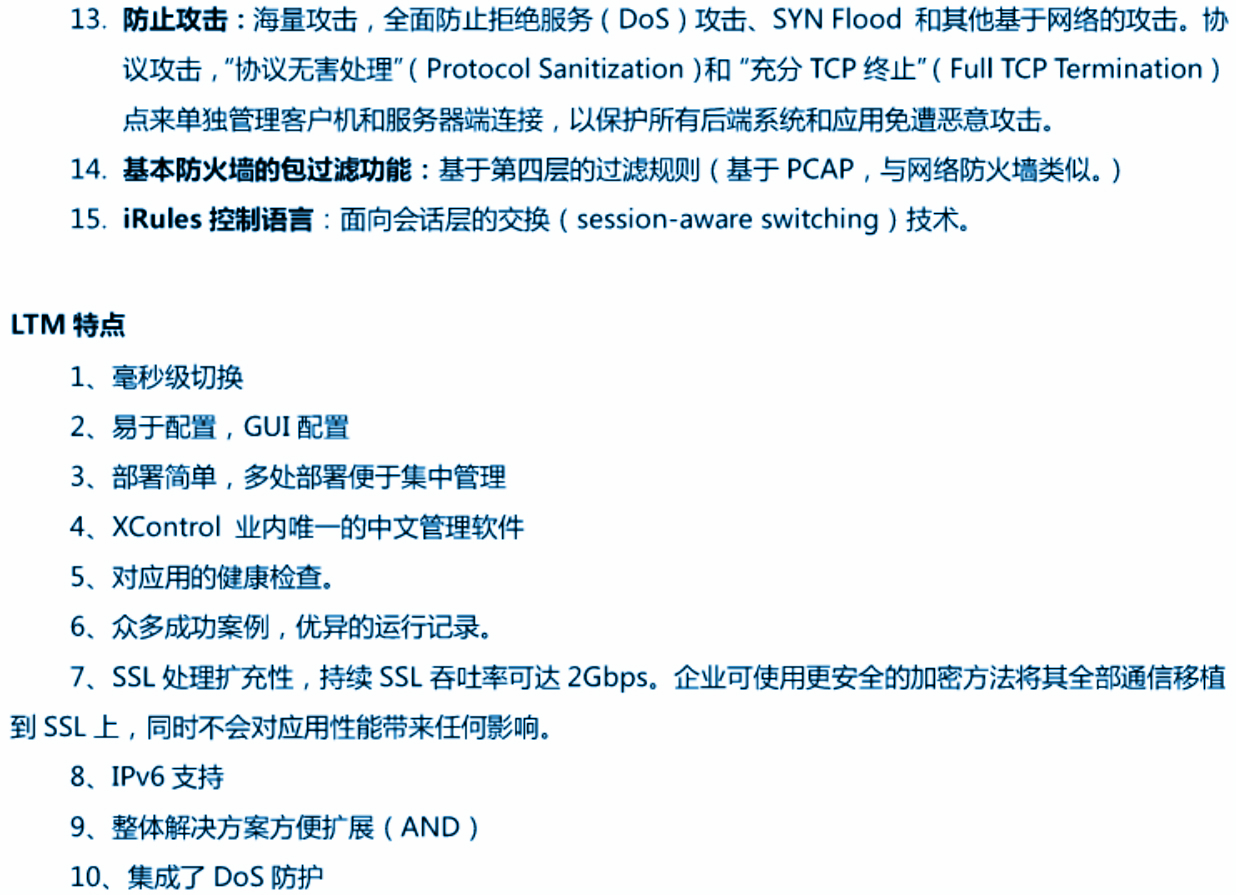 13. 防止攻击：海量攻击，全面防止拒绝服务（DoS）攻击、SYN Flood 和其他基于网络的攻击。协
议攻击，“协议无害处理”（Protocol Sanitization）和“充分 TCP 终止”（Full TCP Termination）
点来单独管理客户机和服务器端连接，以保护所有后端系统和应用免遭恶意攻击。
14. 基本防火墙的包过滤功能：基于第四层的过滤规则（基于 PCAP，与网络防火墙类似。）
15. iRules 控制语言：面向会话层的交换（session-aware switching）技术。
LTM 特点
1、毫秒级切换
2、易于配置，GUI 配置
3、部署简单，多处部署便于集中管理
4、XControl 业内唯一的中文管理软件
5、对应用的健康检查。
6、众多成功案例，优异的运行记录。
7、SSL 处理扩充性，持续 SSL 吞吐率可达 2Gbps。企业可使用更安全的加密方法将其全部通信移植
到 SSL 上，同时不会对应用性能带来任何影响。
8、IPv6 支持
9、整体解决方案方便扩展（AND）
10、集成了 DoS 防护